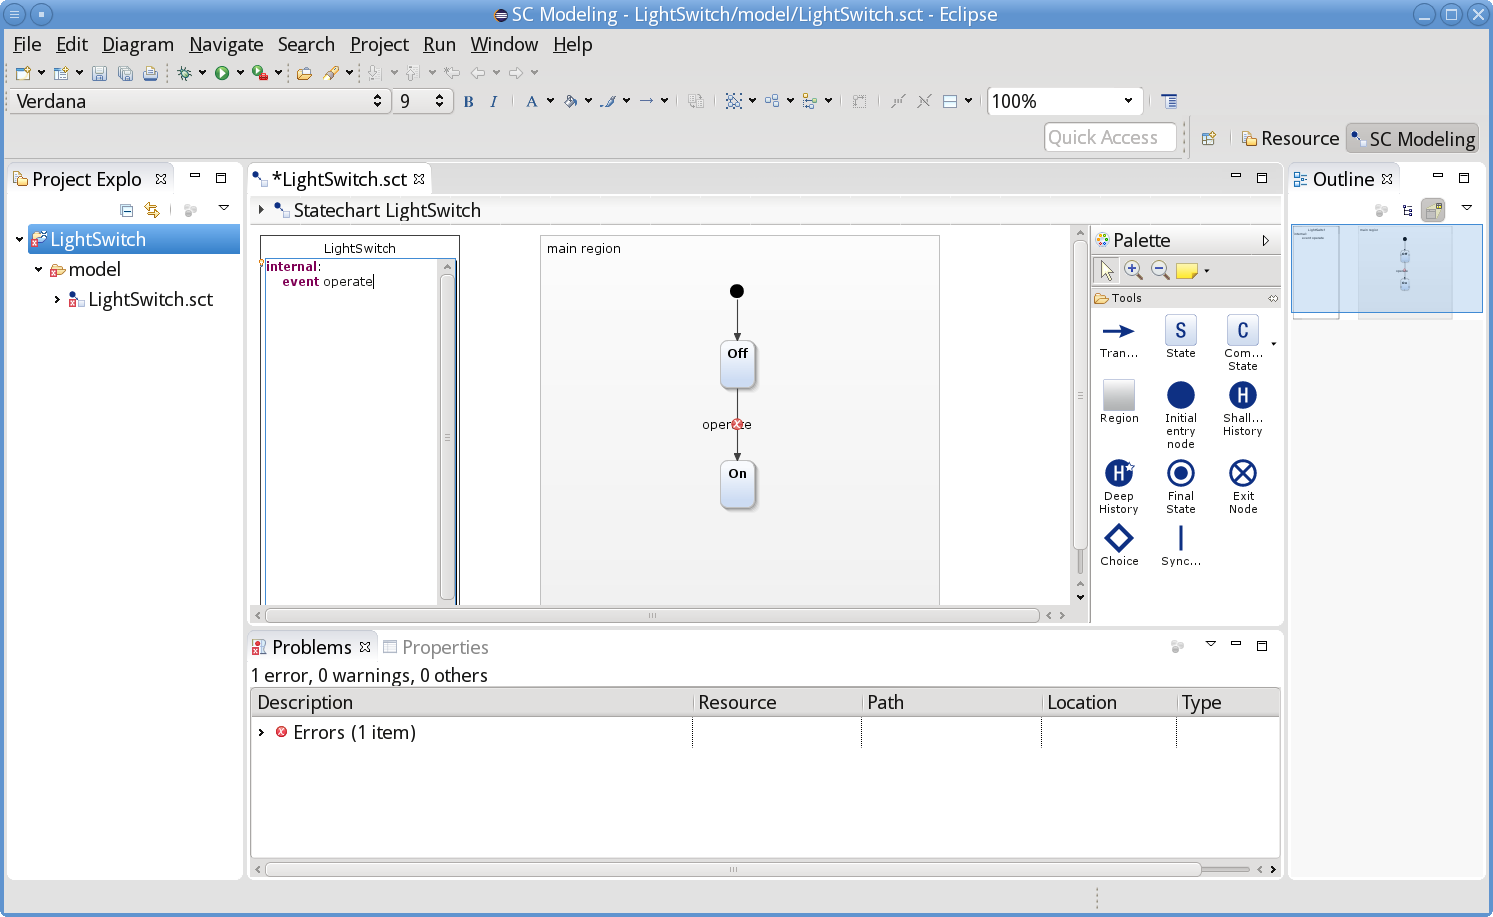 SC Modeling - LightSwitch/model/LightSwitch.sct - Eclipse
File Edit Diagram Navigate Search Project Run Window Help
Verdana 9 B I A 100%
Quick Access Resource SC Modeling
Project Explo
LightSwitch
model
LightSwitch.sct
*LightSwitch.sct
Statechart LightSwitch
LightSwitch
internal:
event operate
main region
Off
operate
On
Palette
Tools
Tran...
S
State
C
Com...
State
Region
Initial
entry
node
H
Shall...
History
H
Deep
History
Final
State
Exit
Node
Choice
Sync...
Outline
Problems Properties
1 error, 0 warnings, 0 others
Description Resource Path Location Type
Errors (1 item)